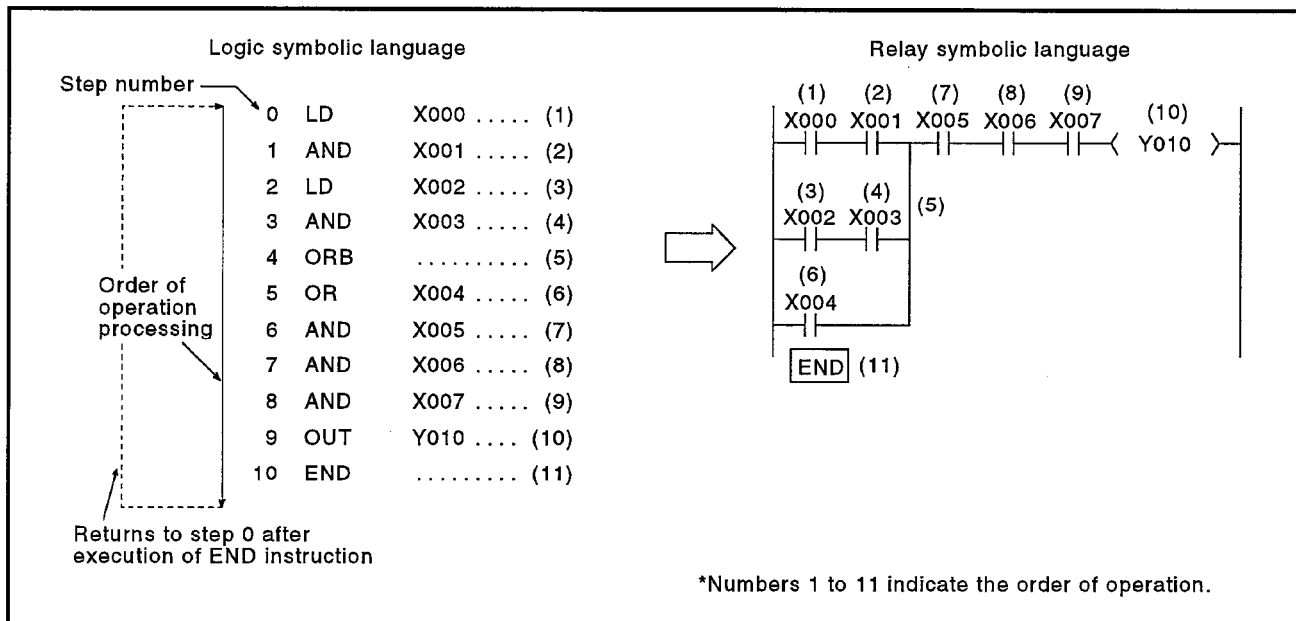 Logic symbolic language
Step number
0 LD X000 ..... (1)
1 AND X001 ..... (2)
2 LD X002 ..... (3)
3 AND X003 ..... (4)
4 ORB .......... (5)
5 OR X004 ..... (6)
6 AND X005 ..... (7)
7 AND X006 ..... (8)
8 AND X007 ..... (9)
9 OUT Y010 .... (10)
10 END ......... (11)
Order of
operation
processing
Returns to step 0 after
execution of END instruction
Relay symbolic language
(1) (2) (7) (8) (9) (10)
X000 X001 X005 X006 X007 Y010
(3) (4)
X002 X003 (5)
(6)
X004
END (11)
*Numbers 1 to 11 indicate the order of operation.